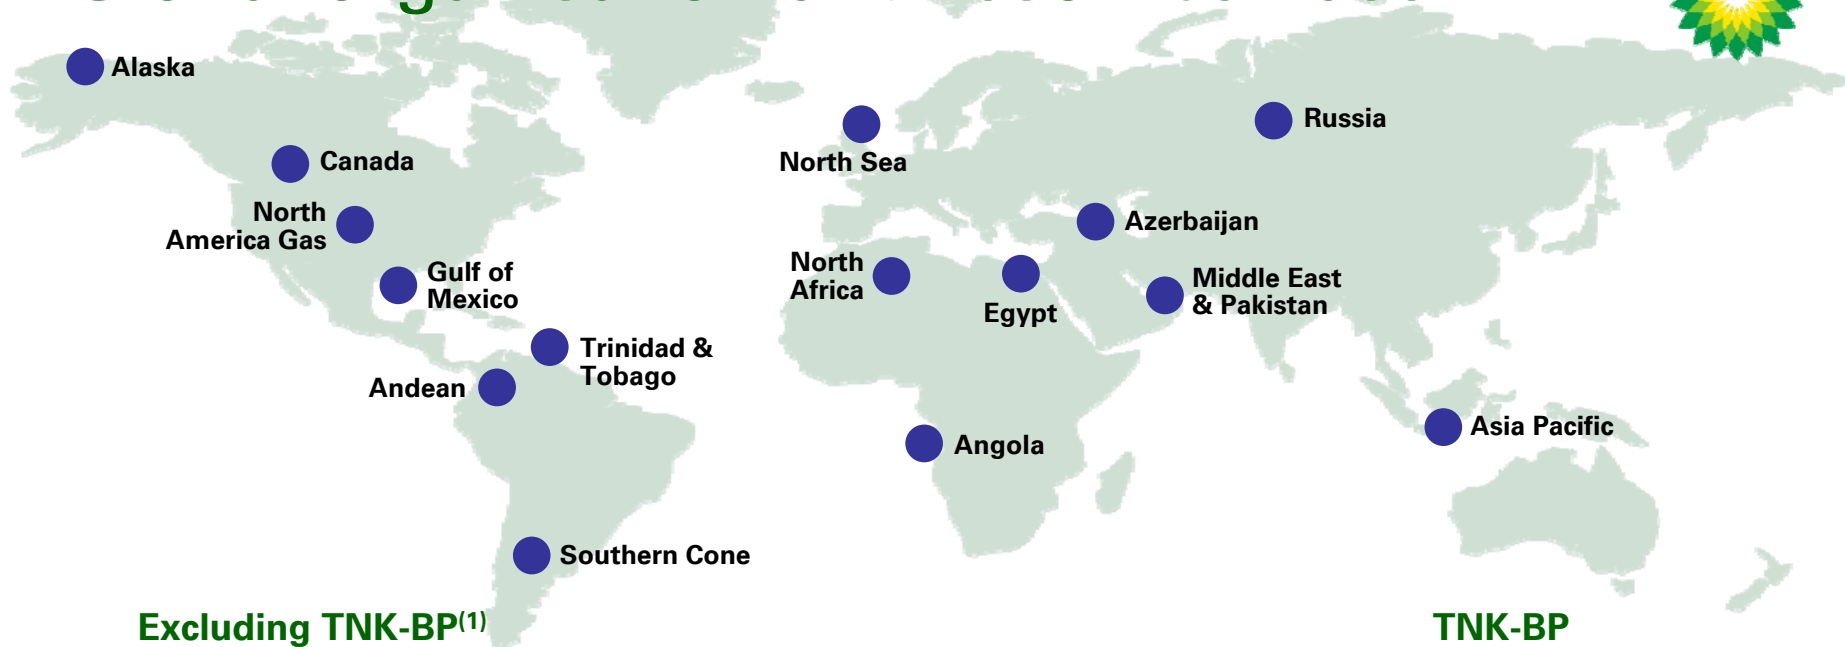 Alaska
Canada
North
America Gas
Gulf of
Mexico
Trinidad &
Tobago
Andean
Southern Cone
North Sea
Russia
Azerbaijan
North
Africa
Egypt
Middle East
& Pakistan
Angola
Asia Pacific
Excluding TNK-BP(1)
TNK-BP